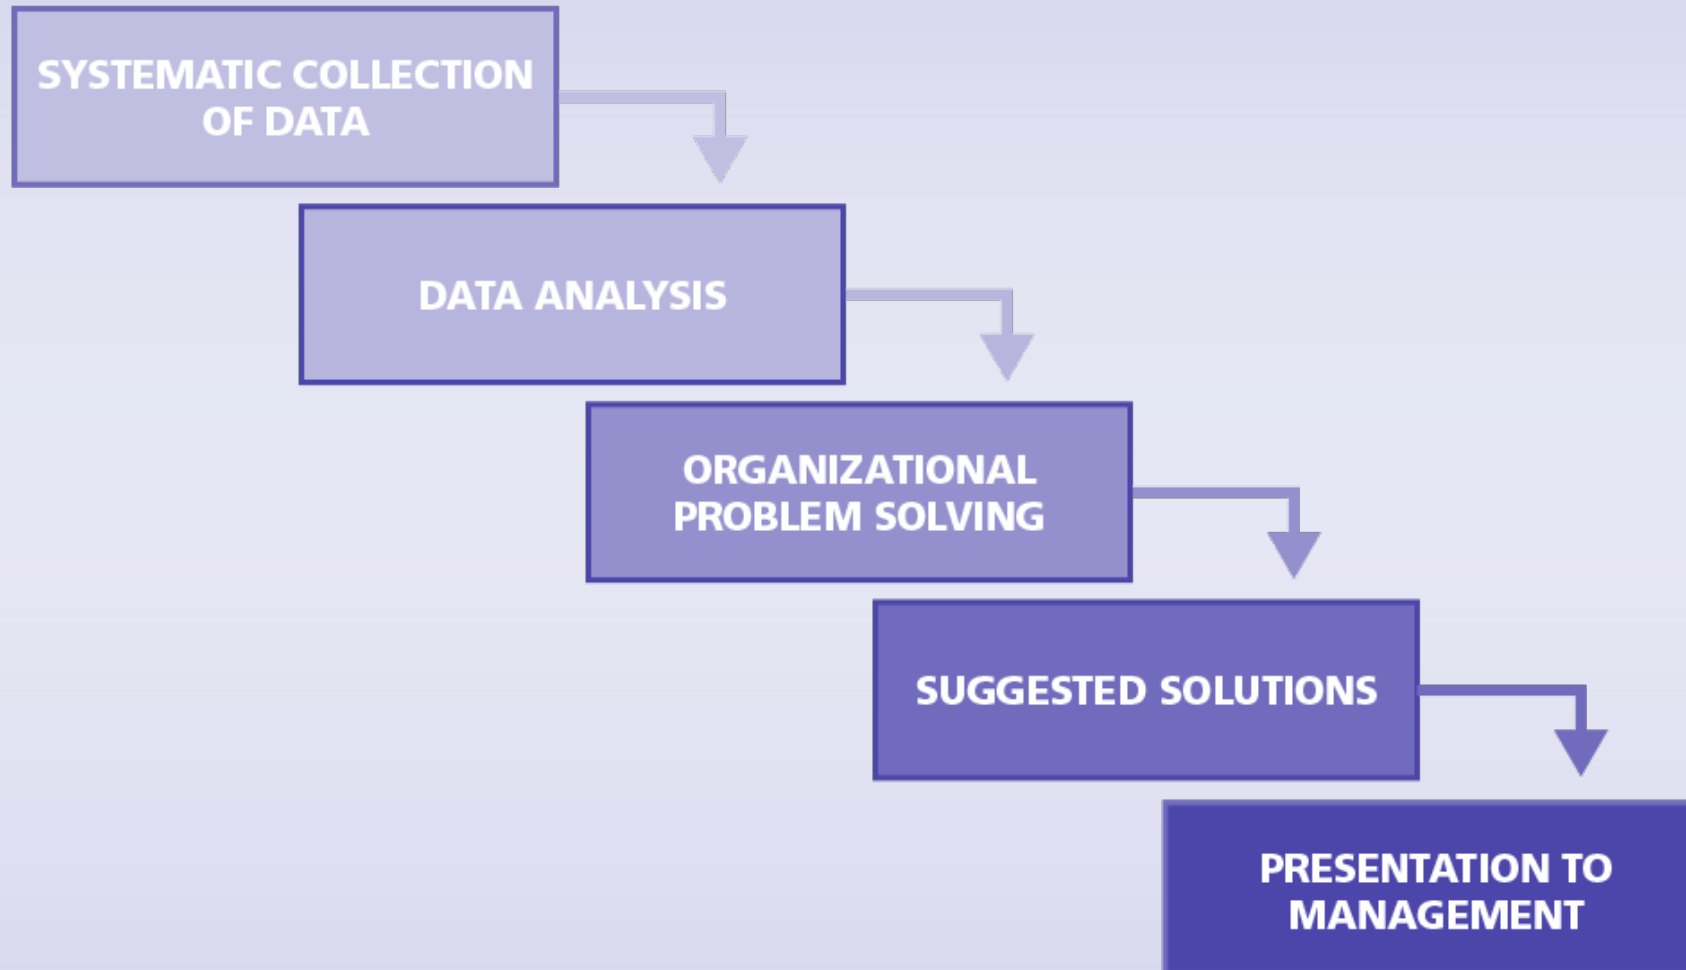 SYSTEMATIC COLLECTION
OF DATA
DATA ANALYSIS
ORGANIZATIONAL
PROBLEM SOLVING
SUGGESTED SOLUTIONS
PRESENTATION TO
MANAGEMENT